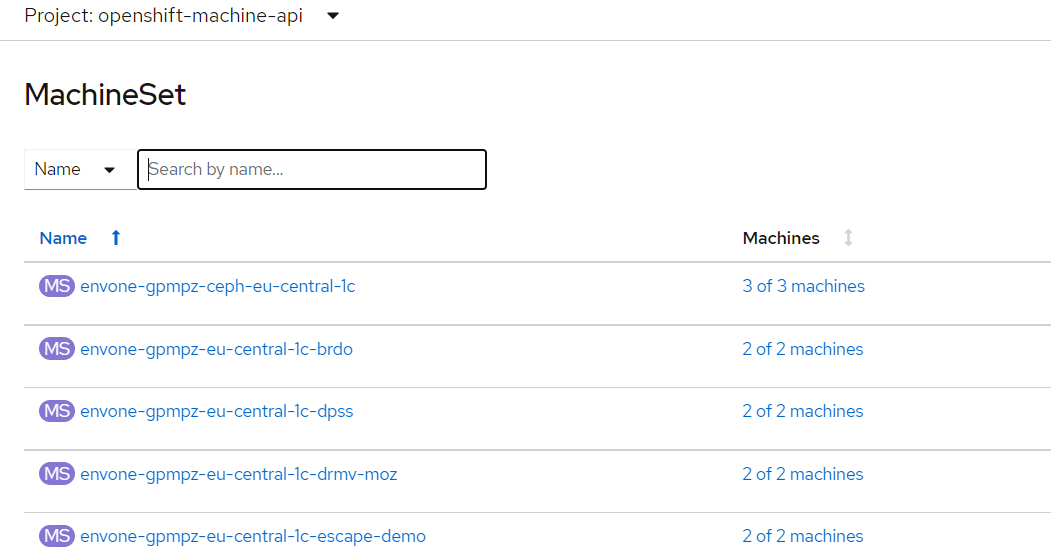 Project: openshift-machine-api
MachineSet
Name Search by name...
Name Machines
MS envone-gpmpz-ceph-eu-central-1c 3 of 3 machines
MS envone-gpmpz-eu-central-1c-brdo 2 of 2 machines
MS envone-gpmpz-eu-central-1c-dpss 2 of 2 machines
MS envone-gpmpz-eu-central-1c-drmv-moz 2 of 2 machines
MS envone-gpmpz-eu-central-1c-escape-demo 2 of 2 machines